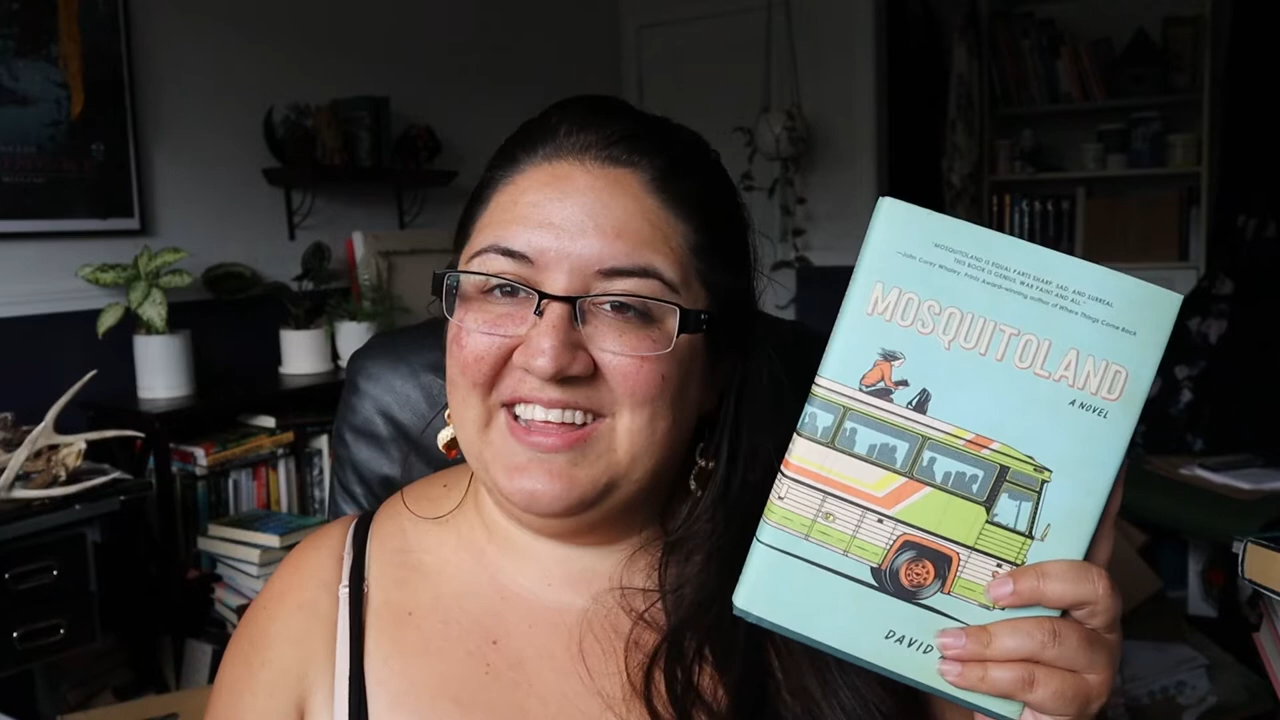 "MOSQUITOLAND IS EQUAL PARTS SHARP, SAD, AND SURREAL.
THIS BOOK IS GENIUS, WAR PAINT AND ALL."
—John Corey Whaley, Printz Award–winning author of Where Things Come Back
MOSQUITOLAND
A NOVEL
DAVID